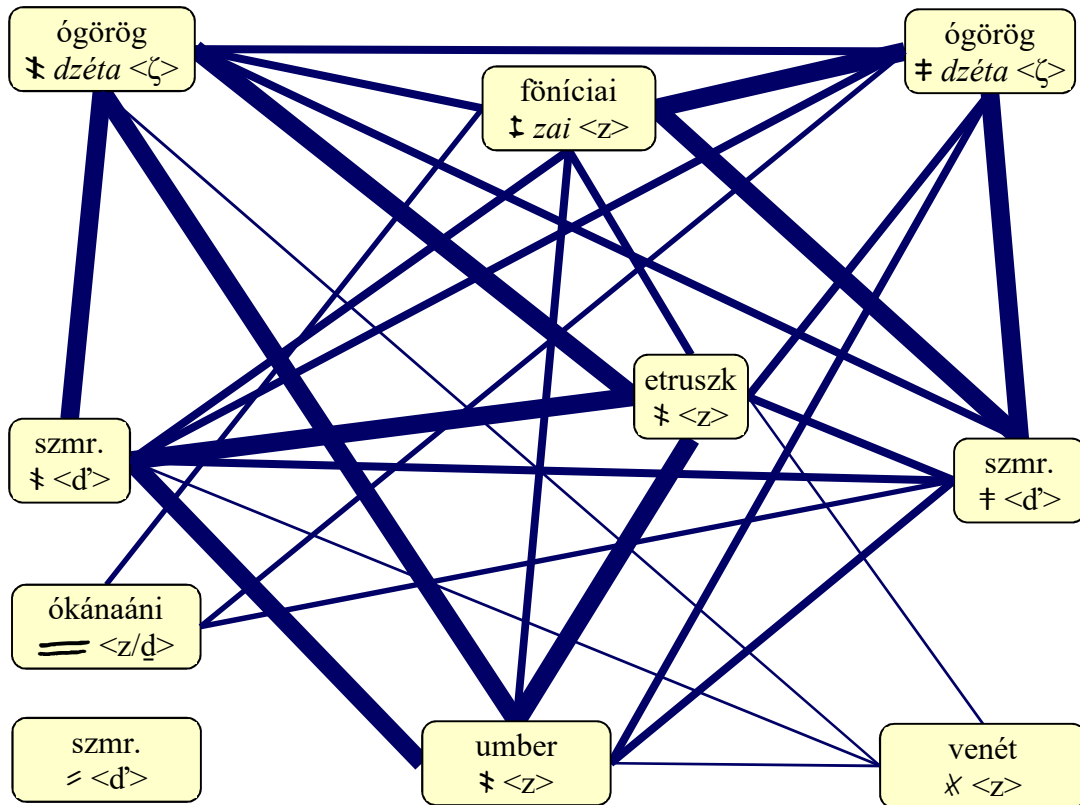 ógörög
dzéta <ζ>
ógörög
dzéta <ζ>
föníciai
zai <z>
etruszk
<z>
szmr.
<ď>
szmr.
<ď>
ókánaáni
<z/ḏ>
szmr.
<ď>
umber
<z>
venét
<z>